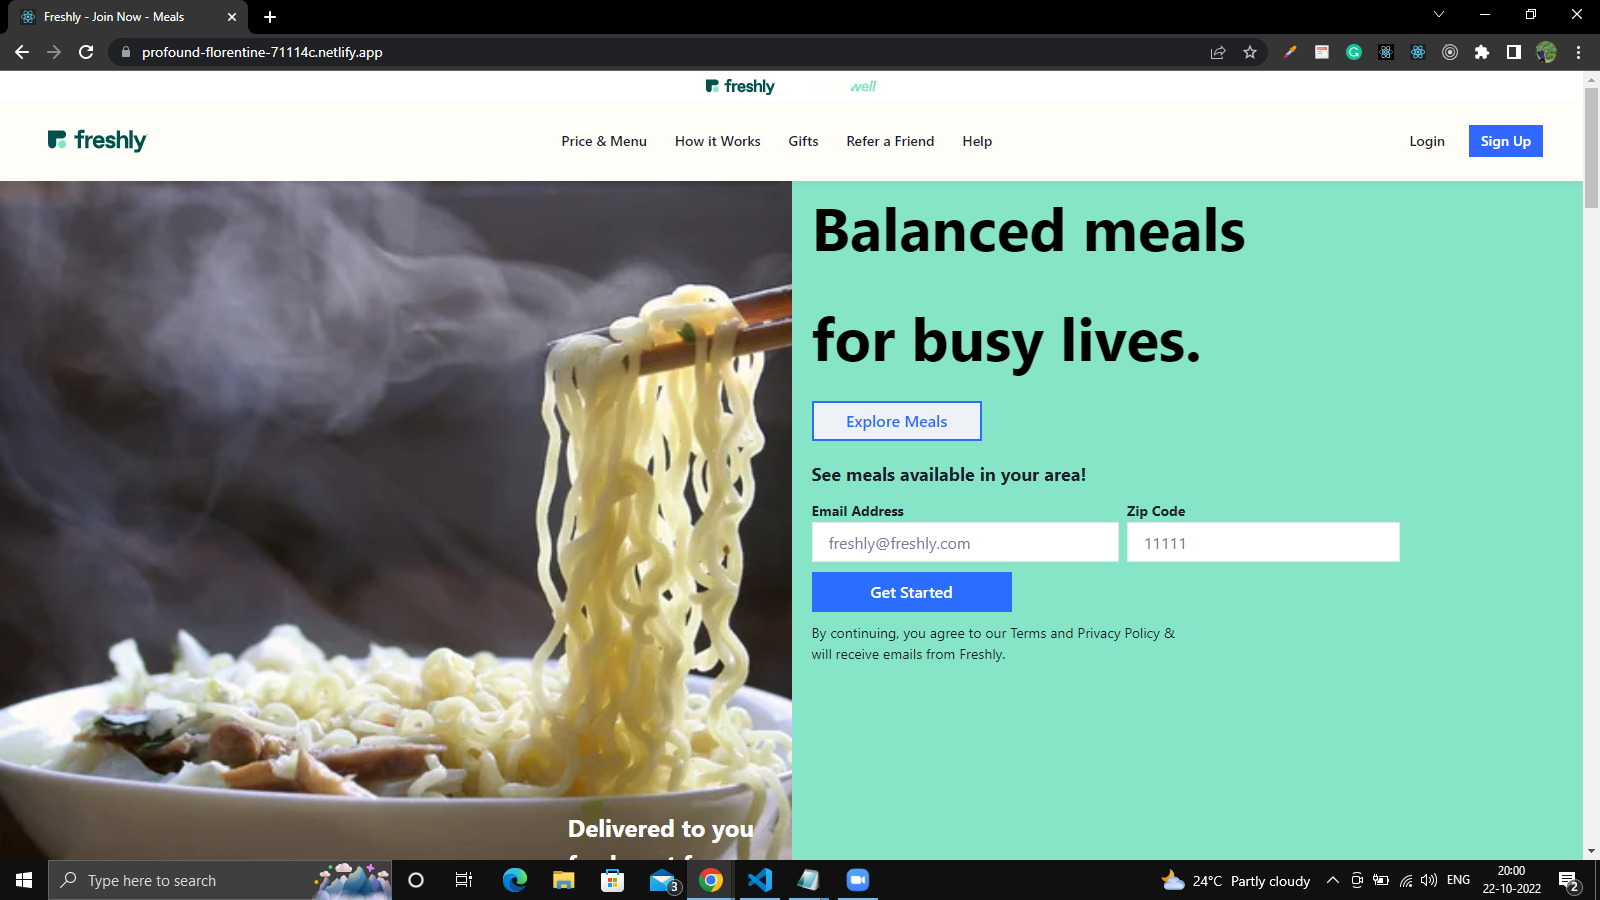 Freshly - Join Now - Meals
profound-florentine-71114c.netlify.app
freshly
well
freshly
Price & Menu How it Works Gifts Refer a Friend Help
Login Sign Up
Balanced meals
for busy lives.
Explore Meals
See meals available in your area!
Email Address Zip Code
freshly@freshly.com 11111
Get Started
By continuing, you agree to our Terms and Privacy Policy &
will receive emails from Freshly.
Delivered to you
Type here to search
3
24°C Partly cloudy
ENG
20:00
22-10-2022
2